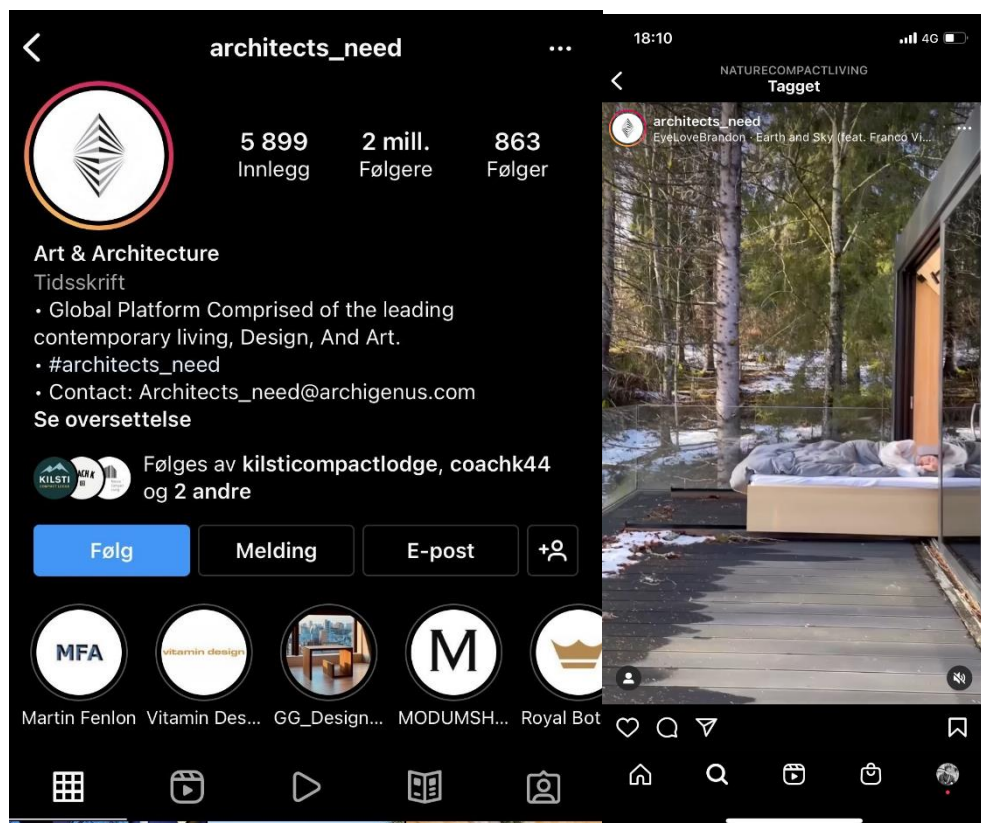 architects_need
5 899
Innlegg
2 mill.
Følgere
863
Følger
Art & Architecture
Tidsskrift
• Global Platform Comprised of the leading
contemporary living, Design, And Art.
• #architects_need
• Contact: Architects_need@archigenus.com
Se oversettelse
KILSTI
Følges av kilsticompactlodge, coachk44
og 2 andre
Følg
Melding
E-post
MFA
vitamin design
M
Martin Fenlon
Vitamin Des...
GG_Design...
MODUMSH...
Royal Bot
18:10
4G
NATURECOMPACTLIVING
Tagget
architects_need
EyeLoveBrandon · Earth and Sky (feat. Franco Vi...